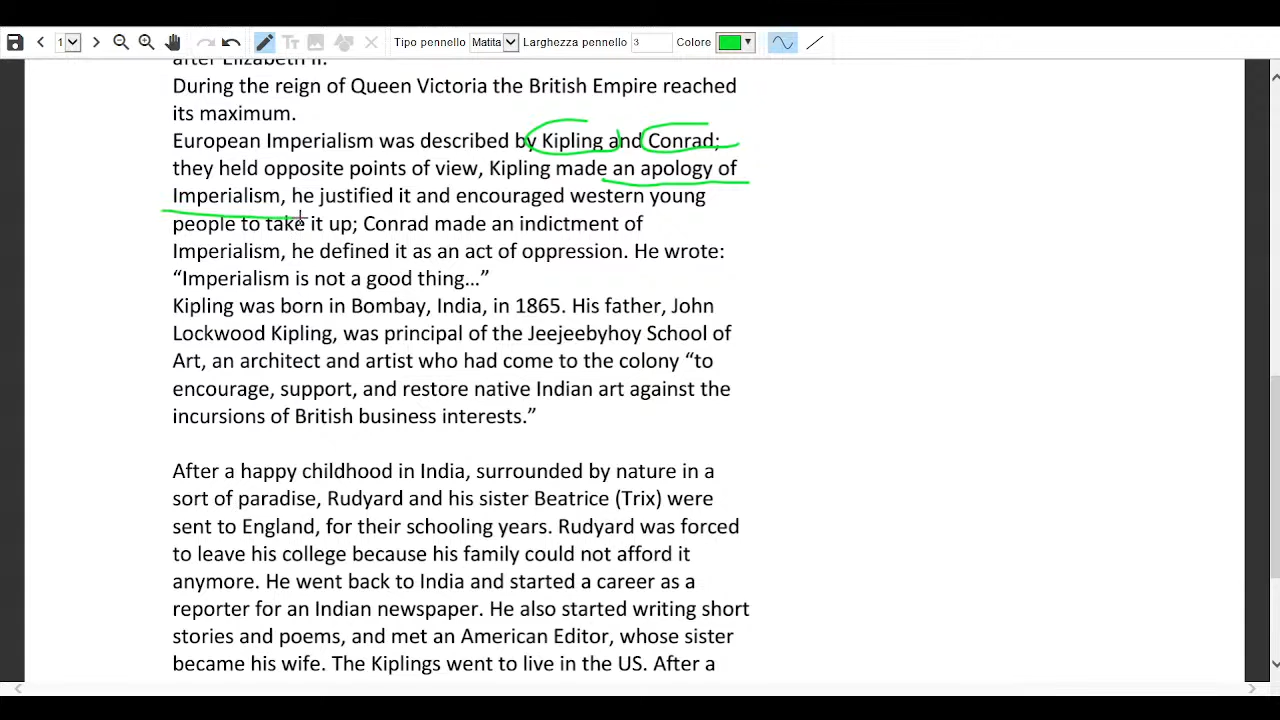 1 Tipo pennello Matita Larghezza pennello 3 Colore
after Elizabeth II.
During the reign of Queen Victoria the British Empire reached
its maximum.
European Imperialism was described by Kipling and Conrad;
they held opposite points of view, Kipling made an apology of
Imperialism, he justified it and encouraged western young
people to take it up; Conrad made an indictment of
Imperialism, he defined it as an act of oppression. He wrote:
“Imperialism is not a good thing…”
Kipling was born in Bombay, India, in 1865. His father, John
Lockwood Kipling, was principal of the Jeejeebyhoy School of
Art, an architect and artist who had come to the colony “to
encourage, support, and restore native Indian art against the
incursions of British business interests.”
After a happy childhood in India, surrounded by nature in a
sort of paradise, Rudyard and his sister Beatrice (Trix) were
sent to England, for their schooling years. Rudyard was forced
to leave his college because his family could not afford it
anymore. He went back to India and started a career as a
reporter for an Indian newspaper. He also started writing short
stories and poems, and met an American Editor, whose sister
became his wife. The Kiplings went to live in the US. After a